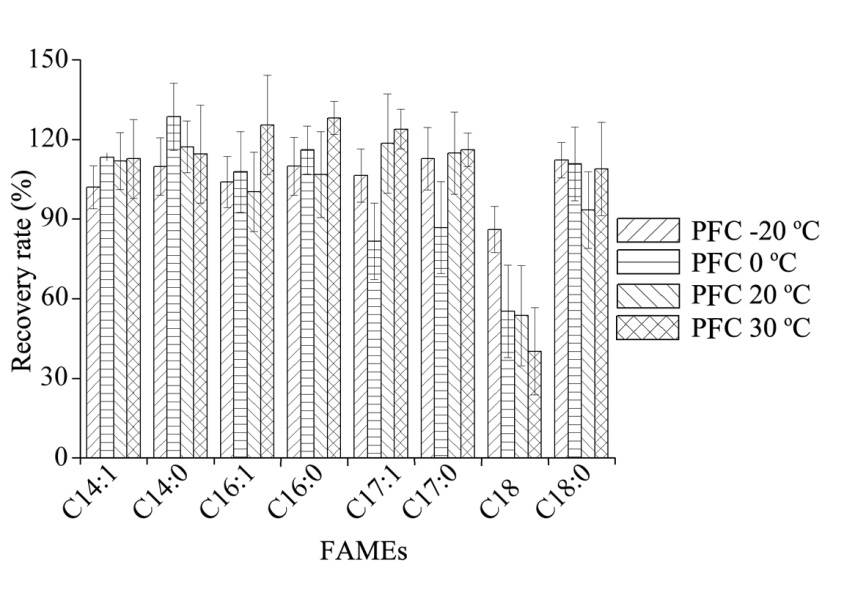 150
120
90
60
30
0
Recovery rate (%)
C14:1
C14:0
C16:1
C16:0
C17:1
C17:0
C18
C18:0
FAMEs
PFC -20 ºC
PFC 0 ºC
PFC 20 ºC
PFC 30 ºC